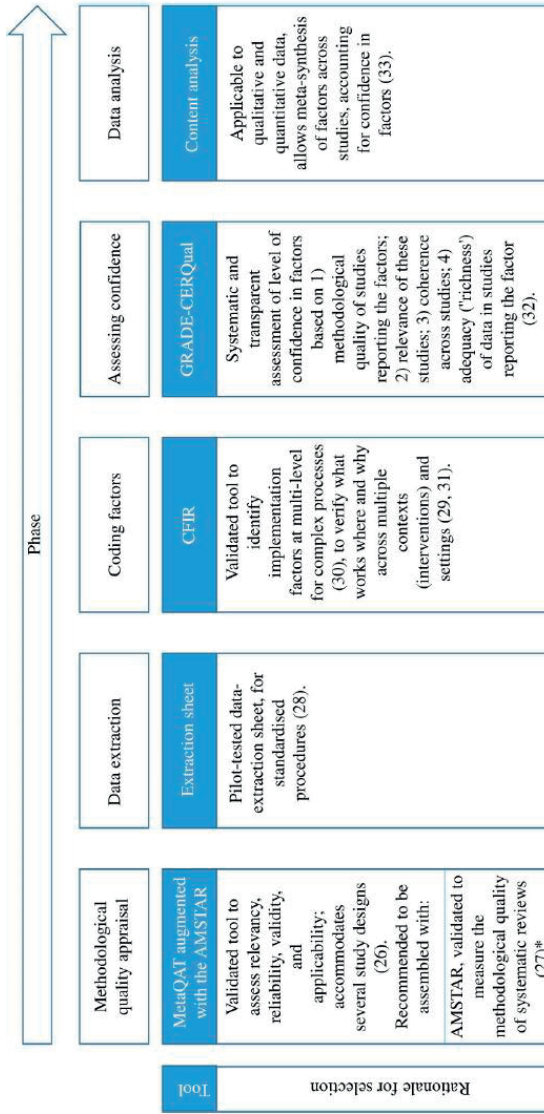 Phase
Methodological
quality appraisal
Data extraction
Coding factors
Assessing confidence
Data analysis
Tool
MetaQAT augmented
with the AMSTAR
Extraction sheet
CFIR
GRADE-CERQual
Content analysis
Rationale for selection
Validated tool to
assess relevancy,
reliability, validity,
and
applicability;
accommodates
several study designs
(26).
Recommended to be
assembled with:
AMSTAR, validated to
measure the
methodological quality
of systematic reviews
(27)*
Pilot-tested data-
extraction sheet, for
standardised
procedures (28).
Validated tool to
identify
implementation
factors at multi-level
for complex processes
(30), to verify what
works where and why
across multiple
contexts
(interventions) and
settings (29, 31).
Systematic and
transparent
assessment of level of
confidence in factors
based on 1)
methodological
quality of studies
reporting the factors;
2) relevance of these
studies; 3) coherence
across studies; 4)
adequacy ("richness')
of data in studies
reporting the factor
(32).
Applicable to
qualitative and
quantitative data,
allows meta-synthesis
of factors across
studies, accounting
for confidence in
factors (33).